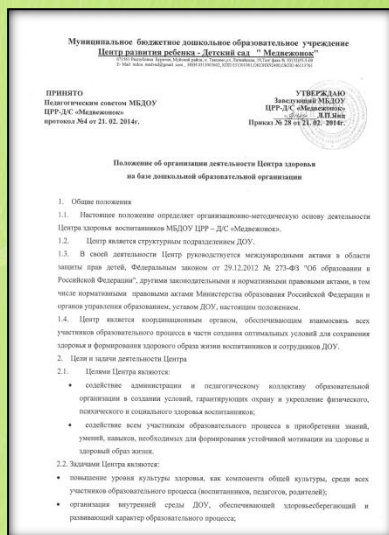 Муниципальное бюджетное дошкольное образовательное учреждение
Центр развития ребенка - Детский сад " Медвежонок"
ПРИНЯТО
Педагогическим советом МБДОУ
ЦРР-Д/С «Медвежонок»
протокол №4 от 21. 02. 2014г.
УТВЕРЖДАЮ
Заведующий МБДОУ
ЦРР-Д/С «Медвежонок»
Приказ № 28 от 21. 02. 2014г.
Положение об организации деятельности Центра здоровья
на базе дошкольной образовательной организации
1. Общие положения
1.1. Настоящее положение определяет организационно-методическую основу деятельности
Центра здоровья воспитанников МБДОУ ЦРР – Д/С «Медвежонок».
1.2. Центр является структурным подразделением ДОУ.
1.3. В своей деятельности Центр руководствуется международными актами в области
защиты прав детей, Федеральным законом от 29.12.2012 № 273-ФЗ "Об образовании в
Российской Федерации", другими законодательными и нормативными правовыми актами, в том
числе нормативными правовыми актами Министерства образования Российской Федерации и
органов управления образованием, уставом ДОУ, настоящим положением.
1.4. Центр является координационным органом, обеспечивающим взаимосвязь всех
участников образовательного процесса в части создания оптимальных условий для сохранения
здоровья и формирования здорового образа жизни воспитанников и сотрудников ДОУ.
2. Цели и задачи деятельности Центра
2.1. Целями Центра являются:
• содействие администрации и педагогическому коллективу образовательной
организации в создании условий, гарантирующих охрану и укрепление физического,
психического и социального здоровья воспитанников;
• содействие всем участникам образовательного процесса в приобретении знаний,
умений, навыков, необходимых для формирования устойчивой мотивации на здоровье и
здоровый образ жизни.
2.2. Задачами Центра являются:
• повышение уровня культуры здоровья, как компонента общей культуры, среди всех
участников образовательного процесса (воспитанников, педагогов, родителей);
• организация внутренней среды ДОУ, обеспечивающей здоровьесберегающий и
развивающий характер образовательного процесса;